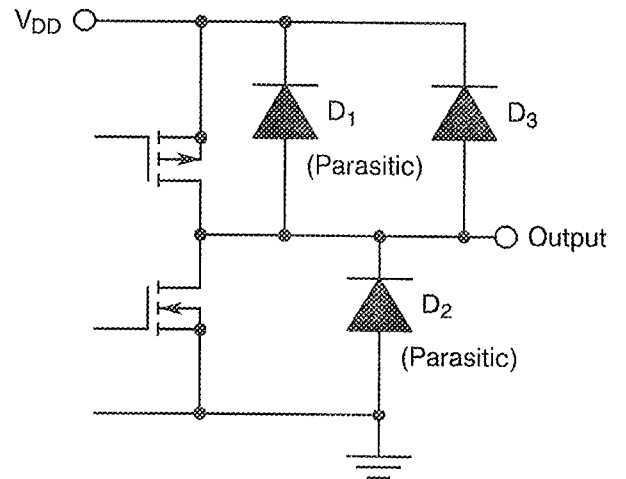 VDD
D1
(Parasitic)
D3
Output
D2
(Parasitic)